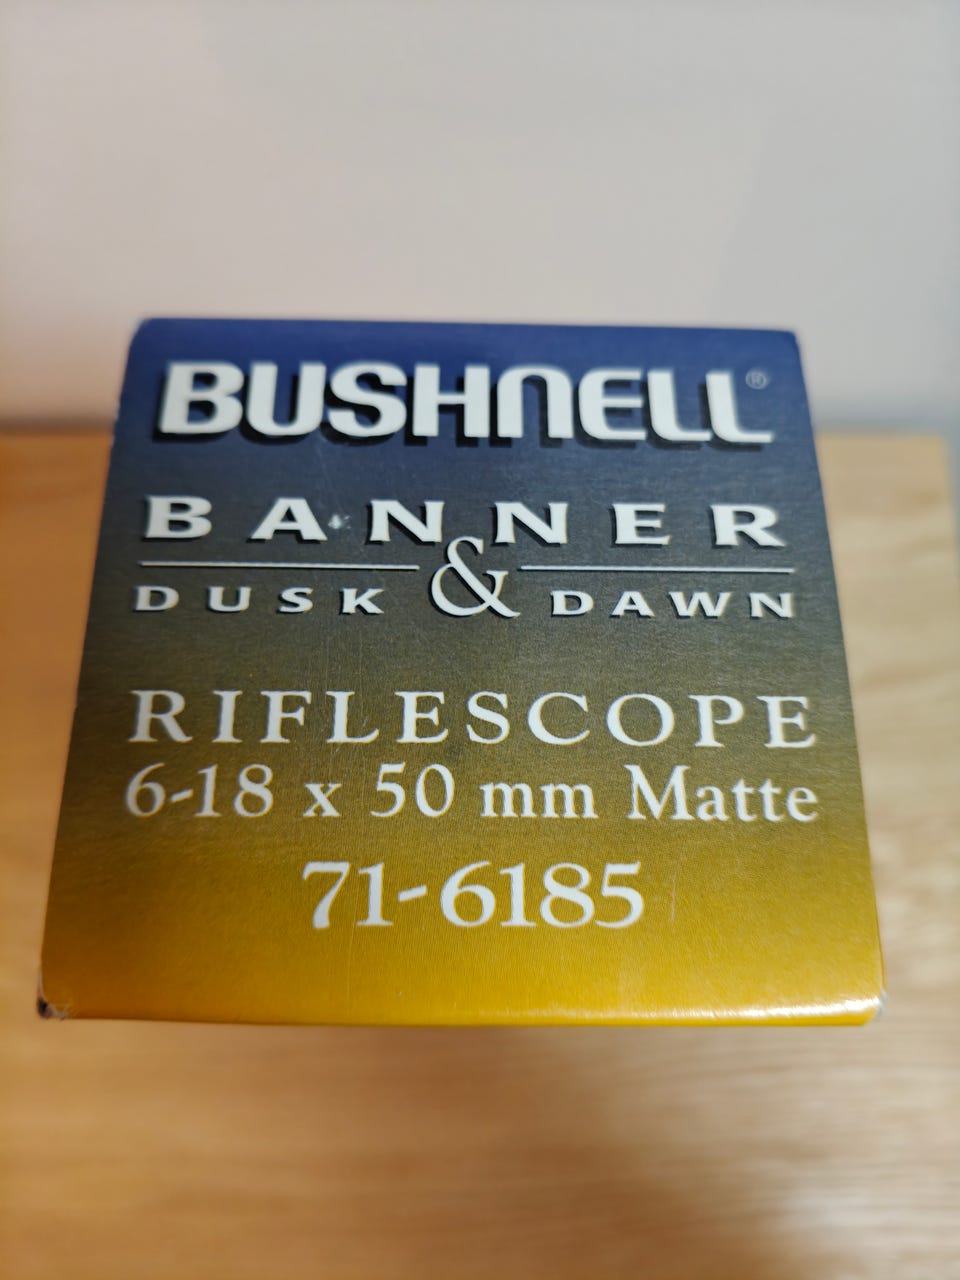 BUSHNELL®
BANNER
DUSK & DAWN
RIFLESCOPE
6-18 x 50 mm Matte
71-6185